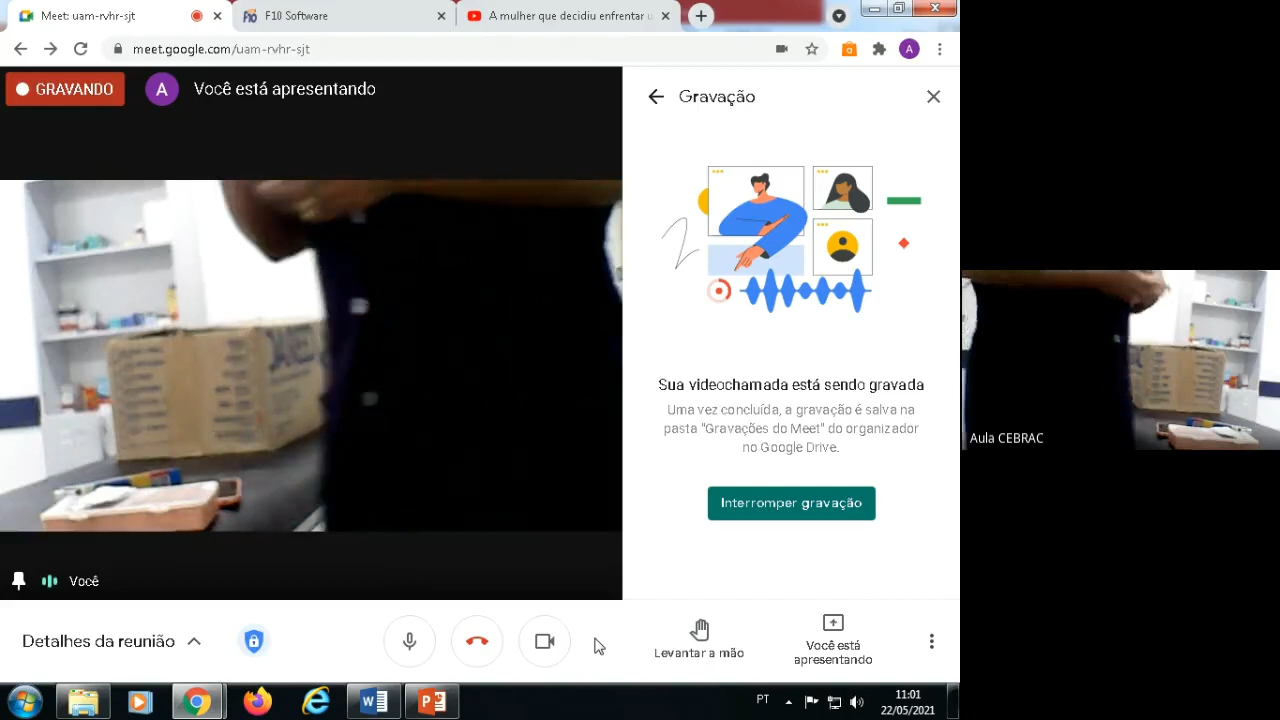 Meet: uam-rvhr-sjt
F10 Software
A mulher que decidiu enfrentar u
meet.google.com/uam-rvhr-sjt
A
GRAVANDO
A
Você está apresentando
Gravação
Sua videochamada está sendo gravada
Uma vez concluída, a gravação é salva na
pasta "Gravações do Meet" do organizador
no Google Drive.
Interromper gravação
Aula CEBRAC
Você
Detalhes da reunião
Levantar a mão
Você está
apresentando
PT
11:01
22/05/2021